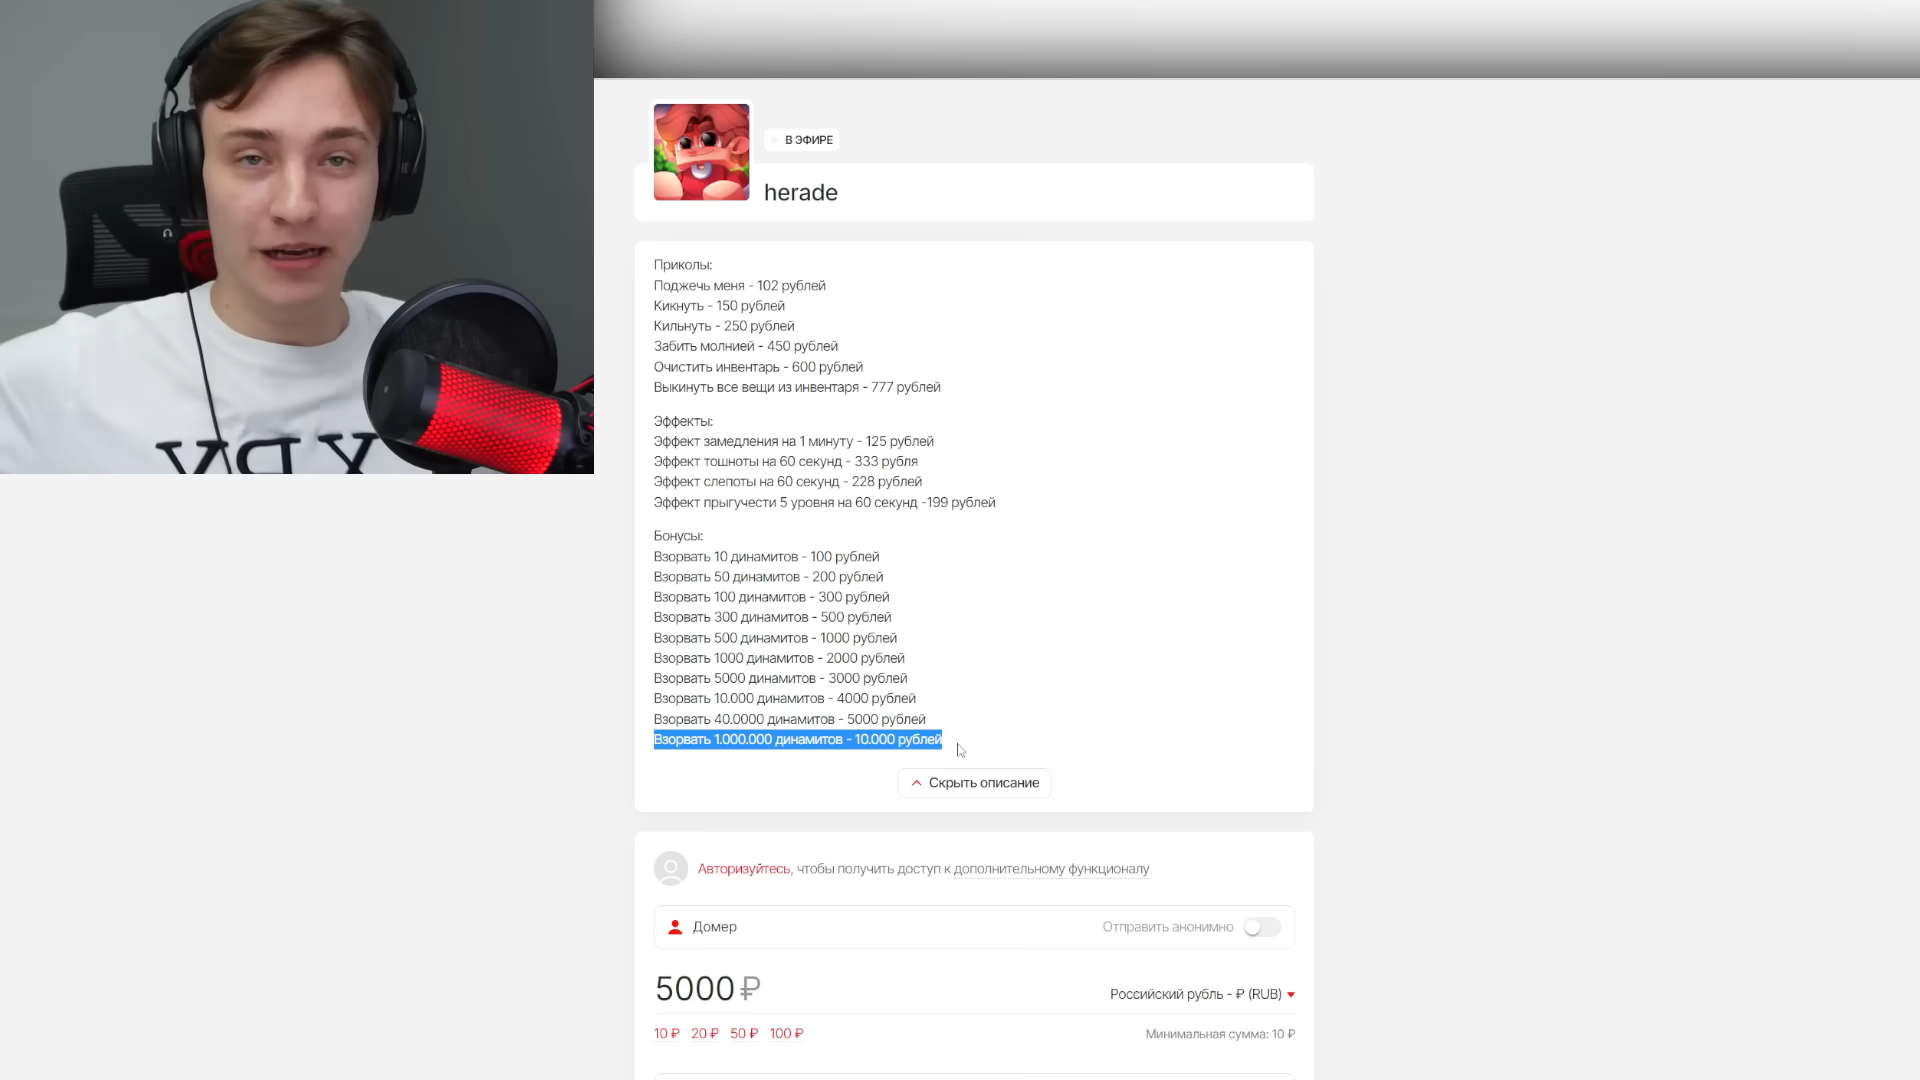 В ЭФИРЕ
herade
Приколы:
Поджечь меня - 102 рублей
Кикнуть - 150 рублей
Кильнуть - 250 рублей
Забить молнией - 450 рублей
Очистить инвентарь - 600 рублей
Выкинуть все вещи из инвентаря - 777 рублей
Эффекты:
Эффект замедления на 1 минуту - 125 рублей
Эффект тошноты на 60 секунд - 333 рубля
Эффект слепоты на 60 секунд - 228 рублей
Эффект прыгучести 5 уровня на 60 секунд -199 рублей
Бонусы:
Взорвать 10 динамитов - 100 рублей
Взорвать 50 динамитов - 200 рублей
Взорвать 100 динамитов - 300 рублей
Взорвать 300 динамитов - 500 рублей
Взорвать 500 динамитов - 1000 рублей
Взорвать 1000 динамитов - 2000 рублей
Взорвать 5000 динамитов - 3000 рублей
Взорвать 10.000 динамитов - 4000 рублей
Взорвать 40.0000 динамитов - 5000 рублей
Взорвать 1.000.000 динамитов - 10.000 рублей
Скрыть описание
Авторизуйтесь, чтобы получить доступ к дополнительному функционалу
Домер
Отправить анонимно
5000 ₽
Российский рубль - ₽ (RUB)
10 ₽ 20 ₽ 50 ₽ 100 ₽
Минимальная сумма: 10 ₽